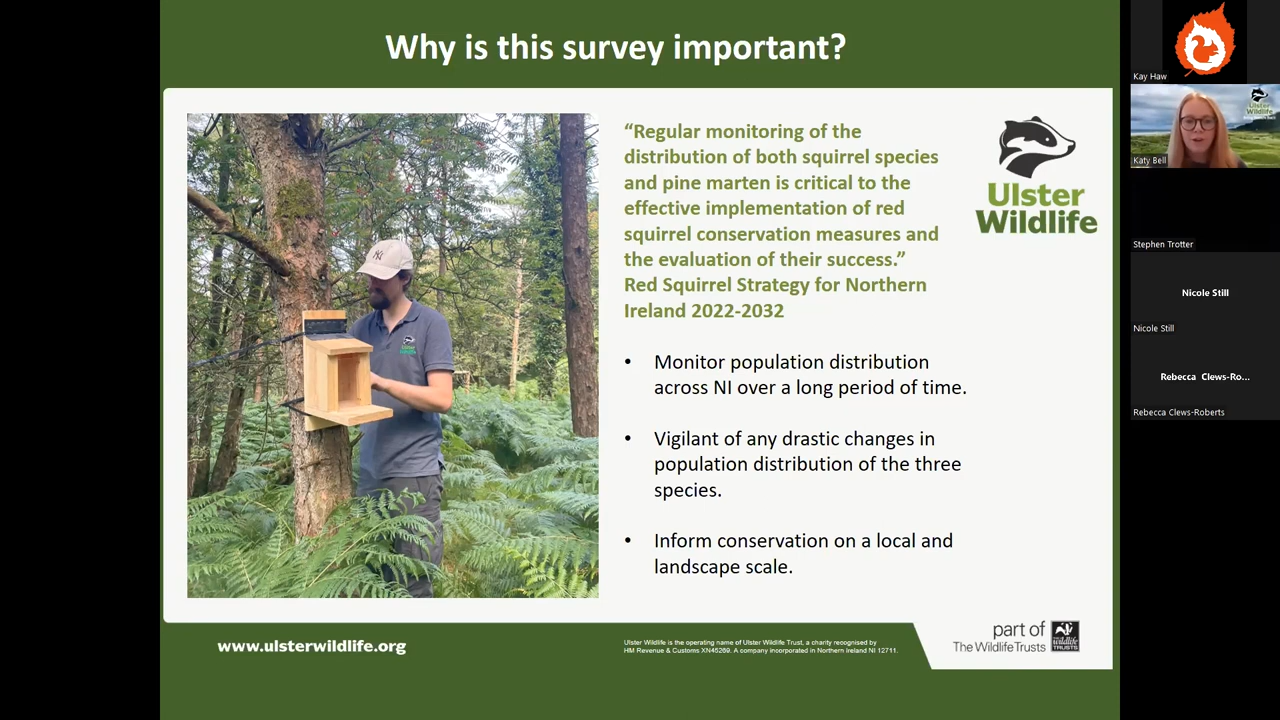 Why is this survey important?
“Regular monitoring of the
distribution of both squirrel species
and pine marten is critical to the
effective implementation of red
squirrel conservation measures and
the evaluation of their success.”
Red Squirrel Strategy for Northern
Ireland 2022-2032
• Monitor population distribution
across NI over a long period of time.
• Vigilant of any drastic changes in
population distribution of the three
species.
• Inform conservation on a local and
landscape scale.
Ulster
Wildlife
www.ulsterwildlife.org
Ulster Wildlife is the operating name of Ulster Wildlife Trust, a charity recognised by
HM Revenue & Customs XN45269. A company incorporated in Northern Ireland NI 12711.
part of
The Wildlife Trusts
Kay Haw
Ulster
Wildlife
Katy Bell
Stephen Trotter
Nicole Still
Nicole Still
Rebecca Clews-Ro...
Rebecca Clews-Roberts